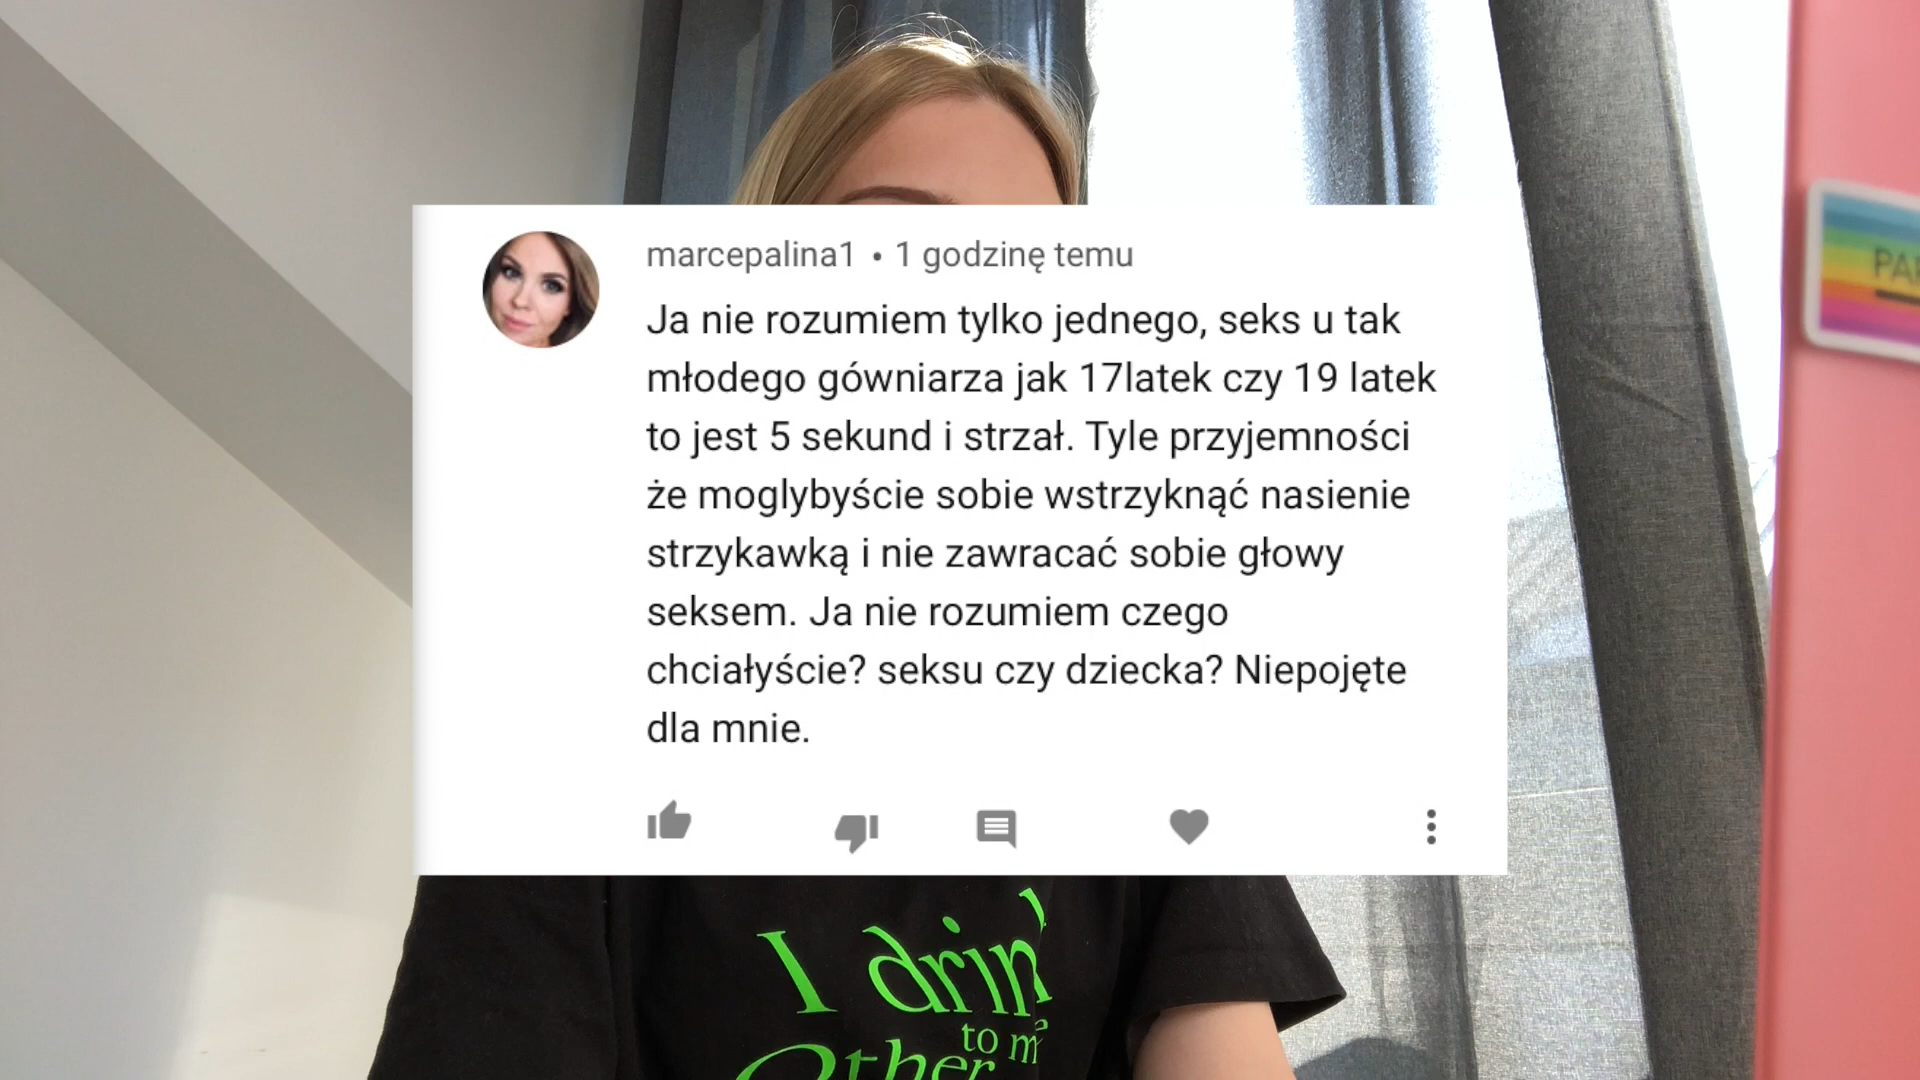 marcepalina1 • 1 godzinę temu
Ja nie rozumiem tylko jednego, seks u tak
młodego gówniarza jak 17latek czy 19 latek
to jest 5 sekund i strzał. Tyle przyjemności
że moglybyście sobie wstrzyknąć nasienie
strzykawką i nie zawracać sobie głowy
seksem. Ja nie rozumiem czego
chciałyście? seksu czy dziecka? Niepojęte
dla mnie.
I drin
to m
Other